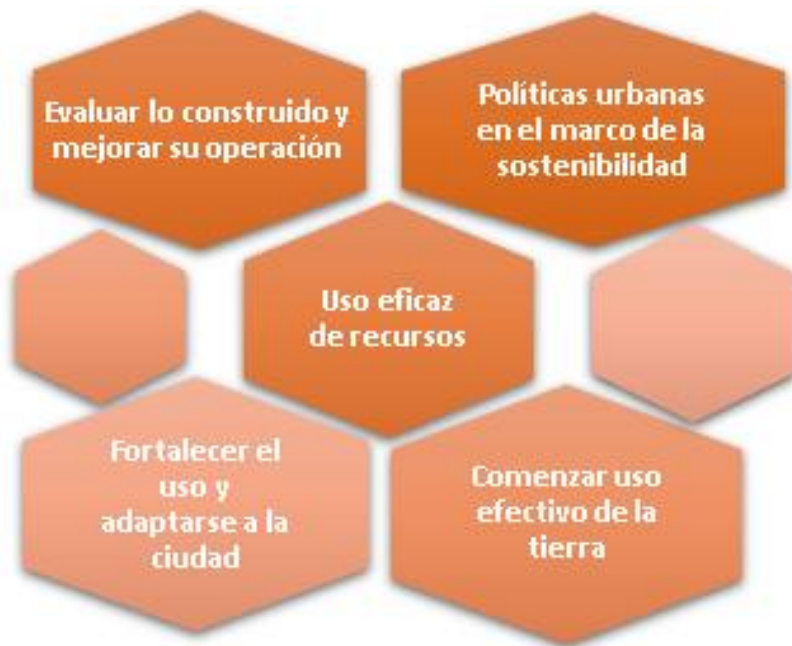 Evaluar lo construido y
mejorar su operación
Políticas urbanas
en el marco de la
sostenibilidad
Uso eficaz
de recursos
Fortalecer el
uso y
adaptarse a la
ciudad
Comenzar uso
efectivo de la
tierra